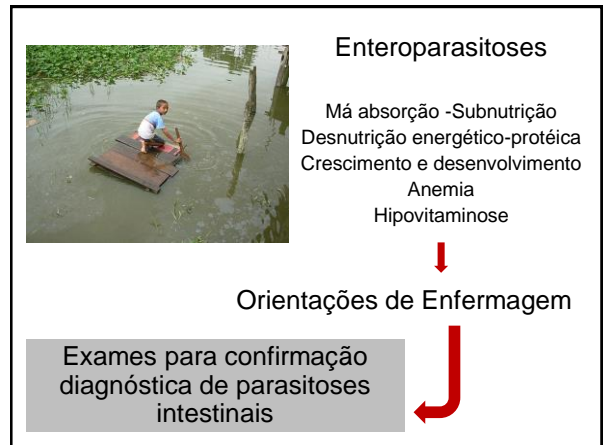 Enteroparasitoses
Má absorção -Subnutrição
Desnutrição energético-protéica
Crescimento e desenvolvimento
Anemia
Hipovitaminose
Orientações de Enfermagem
Exames para confirmação
diagnóstica de parasitoses
intestinais